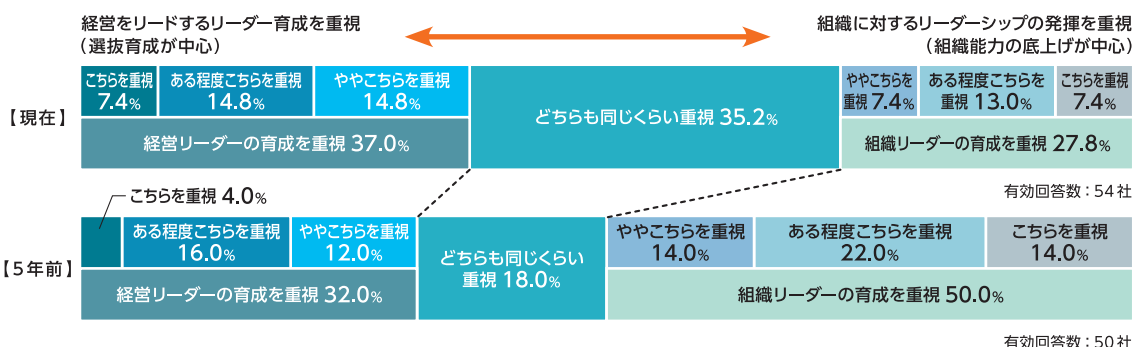 経営をリードするリーダー育成を重視
（選抜育成が中心）
組織に対するリーダーシップの発揮を重視
（組織能力の底上げが中心）
【現在】
こちらを重視
7.4%
ある程度こちらを重視
14.8%
ややこちらを重視
14.8%
どちらも同じくらい重視 35.2%
ややこちらを
重視 7.4%
ある程度こちらを
重視 13.0%
こちらを重視
7.4%
経営リーダーの育成を重視 37.0%
組織リーダーの育成を重視 27.8%
有効回答数：54社
こちらを重視 4.0%
【5年前】
ある程度こちらを重視
16.0%
ややこちらを重視
12.0%
どちらも同じくらい
重視 18.0%
ややこちらを重視
14.0%
ある程度こちらを重視
22.0%
こちらを重視
14.0%
経営リーダーの育成を重視 32.0%
組織リーダーの育成を重視 50.0%
有効回答数：50社